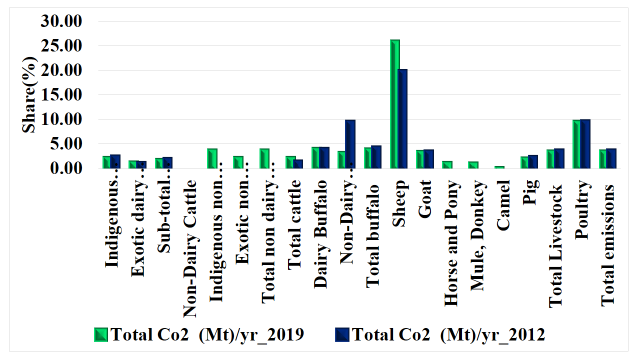 30.00
25.00
20.00
15.00
10.00
5.00
0.00
Share(%)
Indigenous…
Exotic dairy…
Sub-total…
Non-Dairy Cattle
Indigenous non…
Exotic non…
Total non dairy…
Total cattle
Dairy Buffalo
Non-Dairy…
Total buffalo
Sheep
Goat
Horse and Pony
Mule, Donkey
Camel
Pig
Total Livestock
Poultry
Total emissions
Total Co2 (Mt)/yr_2019
Total Co2 (Mt)/yr_2012